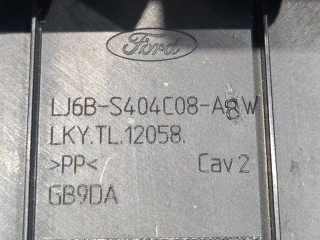 Ford
LJ6B-S404C08-A8W
LKY.TL.12058.
>PP< Cav 2
GB9DA